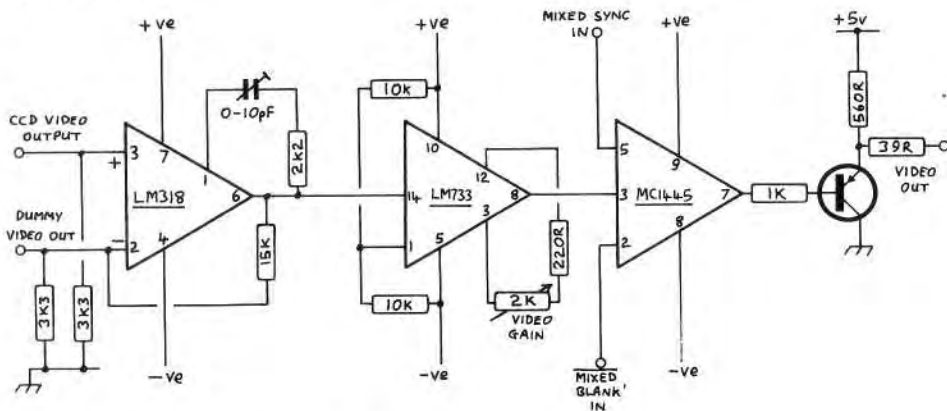 +ve
MIXED SYNC
IN
+ve
+5v
10K
0-10pF
560R
CCD VIDEO
OUTPUT
3
+
7
1
2K2
10
12
5
9
39R
VIDEO
OUT
LM318
6
14
LM733
8
3
MC1445
7
1K
DUMMY
VIDEO OUT
-
2
4
15K
1
5
3
220R
2
8
3K3
3K3
10K
2K
VIDEO
GAIN
-ve
-ve
MIXED
BLANK'
IN
-ve